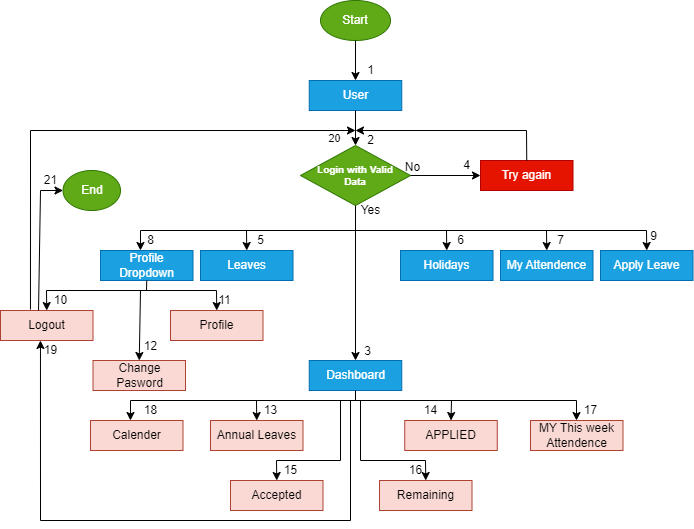 Start
1
User
20
2
Login with Valid
Data
No
4
Try again
21
End
Yes
8
5
6
7
9
Profile
Dropdown
Leaves
Holidays
My Attendence
Apply Leave
10
11
Logout
Profile
19
12
3
Change
Pasword
Dashboard
18
13
14
17
Calender
Annual Leaves
APPLIED
MY This week
Attendence
15
16
Accepted
Remaining